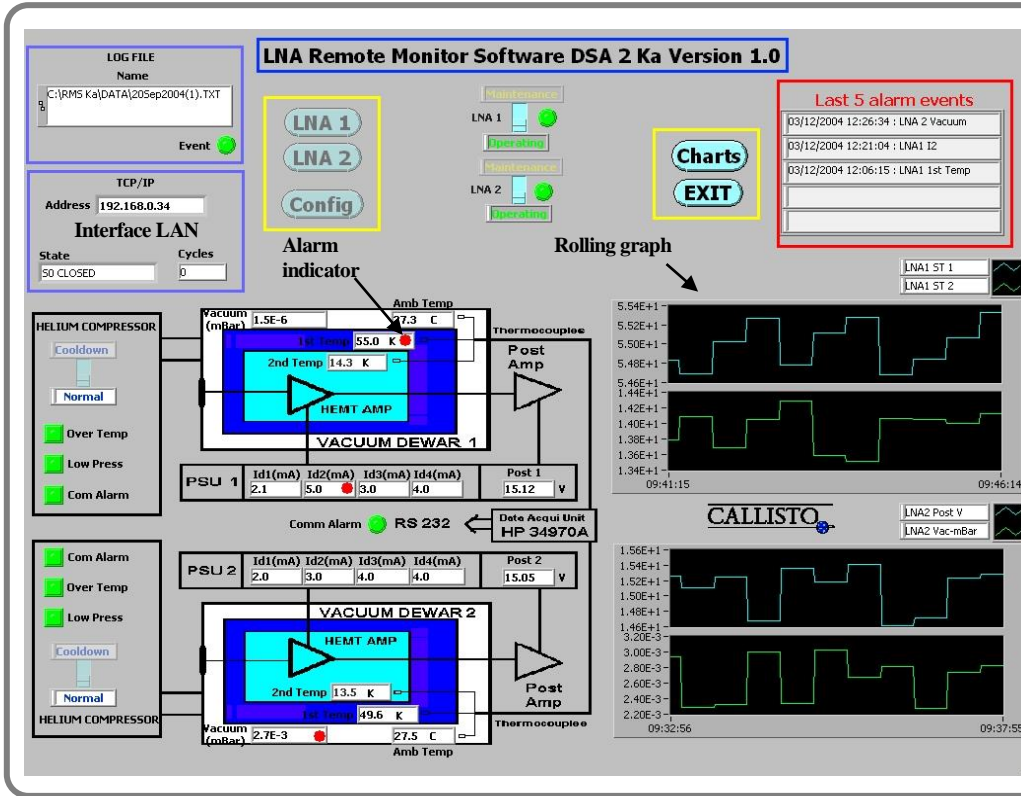 LNA Remote Monitor Software DSA 2 Ka Version 1.0
LOG FILE
Name
C:\RMS Ka\DATA\20Sep2004(1).TXT
Event
TCP/IP
Address 192.168.0.34
Interface LAN
State Cycles
S0 CLOSED 0
LNA 1
LNA 2
Config
Maintenance
LNA 1
Operating
Maintenance
LNA 2
Operating
Charts
EXIT
Last 5 alarm events
03/12/2004 12:26:34 : LNA 2 Vacuum
03/12/2004 12:21:04 : LNA1 I2
03/12/2004 12:06:15 : LNA1 1st Temp
Alarm
indicator
Rolling graph
HELIUM COMPRESSOR
Cooldown
Normal
Over Temp
Low Press
Com Alarm
Vacuum
(mBar) 1.5E-6
Amb Temp
27.3 C
Thermocouples
1st Temp 55.0 K
2nd Temp 14.3 K
HEMT AMP
VACUUM DEWAR 1
Post
Amp
PSU 1
Id1(mA) Id2(mA) Id3(mA) Id4(mA)
2.1 5.0 3.0 4.0
Post 1
15.12 V
Comm Alarm RS 232
Data Acqui Unit
HP 34970A
Com Alarm
Over Temp
Low Press
Cooldown
Normal
HELIUM COMPRESSOR
PSU 2
Id1(mA) Id2(mA) Id3(mA) Id4(mA)
2.0 3.0 4.0 4.0
Post 2
15.05 V
VACUUM DEWAR 2
HEMT AMP
2nd Temp 13.5 K
1st Temp 49.6 K
Vacuum
(mBar) 2.7E-3
27.5 C
Amb Temp
Post
Amp
Thermocouples
LNA1 ST 1
LNA1 ST 2
5.54E+1
5.52E+1
5.50E+1
5.48E+1
5.46E+1
1.44E+1
1.42E+1
1.40E+1
1.38E+1
1.36E+1
1.34E+1
09:41:15 09:46:14
CALLISTO
LNA2 Post V
LNA2 Vac-mBar
1.56E+1
1.54E+1
1.52E+1
1.50E+1
1.48E+1
1.46E+1
3.20E-3
3.00E-3
2.80E-3
2.60E-3
2.40E-3
2.20E-3
09:32:56 09:37:55